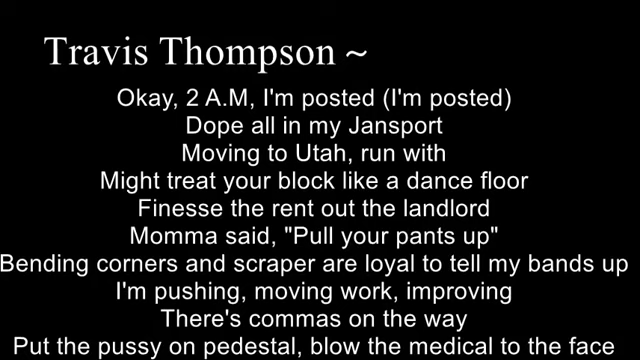 Travis Thompson ~
Okay, 2 A.M, I'm posted (I'm posted)
Dope all in my Jansport
Moving to Utah, run with
Might treat your block like a dance floor
Finesse the rent out the landlord
Momma said, "Pull your pants up"
Bending corners and scraper are loyal to tell my bands up
I'm pushing, moving work, improving
There's commas on the way
Put the pussy on pedestal, blow the medical to the face